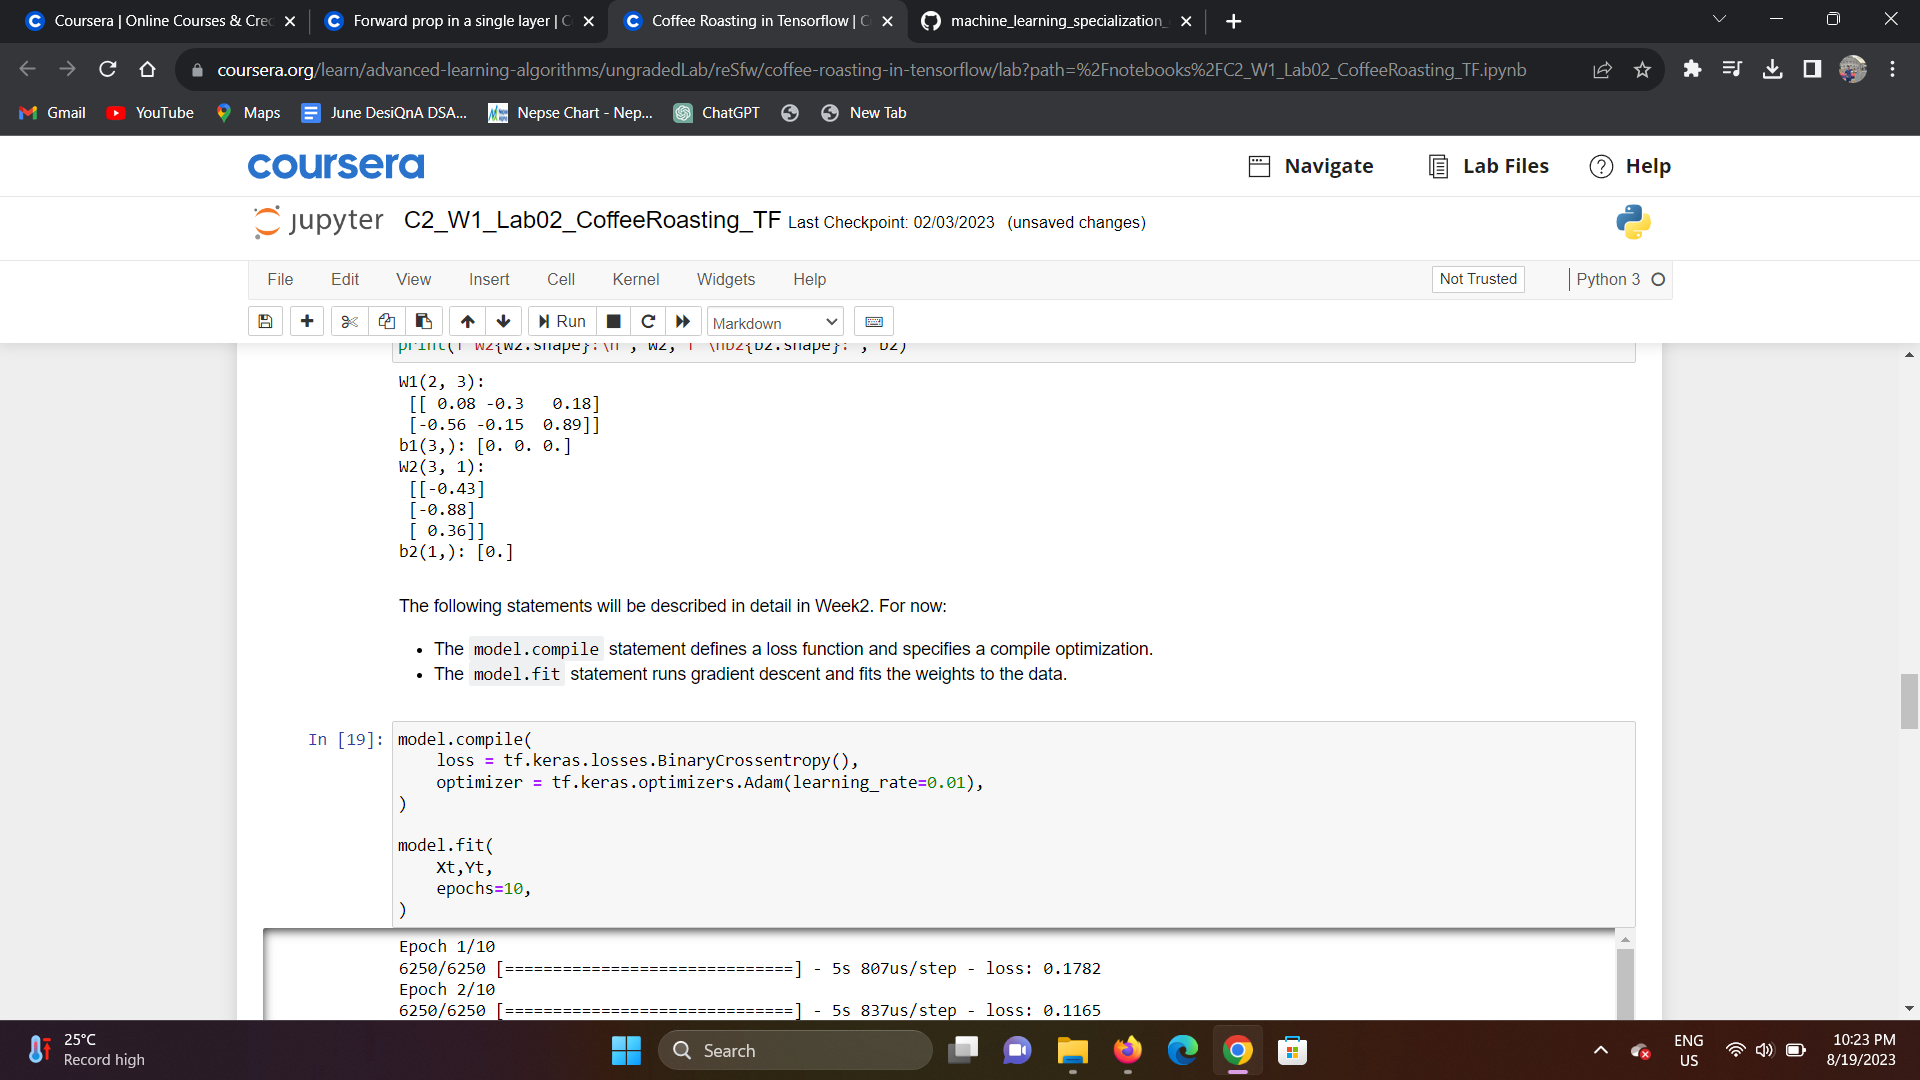 Coursera | Online Courses & Cre
Forward prop in a single layer | C
Coffee Roasting in Tensorflow | C
machine_learning_specialization_
coursera.org/learn/advanced-learning-algorithms/ungradedLab/reSfw/coffee-roasting-in-tensorflow/lab?path=%2Fnotebooks%2FC2_W1_Lab02_CoffeeRoasting_TF.ipynb
Gmail YouTube Maps June DesiQnA DSA... Nepse Chart - Nep... ChatGPT New Tab
coursera Navigate Lab Files Help
jupyter C2_W1_Lab02_CoffeeRoasting_TF Last Checkpoint: 02/03/2023 (unsaved changes)
File Edit View Insert Cell Kernel Widgets Help Not Trusted Python 3
Run Markdown
print(f"W2{W2.shape}:\n", W2, f"\nb2{b2.shape}:", b2)
W1(2, 3):
[[ 0.08 -0.3 0.18]
[-0.56 -0.15 0.89]]
b1(3,): [0. 0. 0.]
W2(3, 1):
[[-0.43]
[-0.88]
[ 0.36]]
b2(1,): [0.]
The following statements will be described in detail in Week2. For now:
• The model.compile statement defines a loss function and specifies a compile optimization.
• The model.fit statement runs gradient descent and fits the weights to the data.
In [19]: model.compile(
loss = tf.keras.losses.BinaryCrossentropy(),
optimizer = tf.keras.optimizers.Adam(learning_rate=0.01),
)
model.fit(
Xt,Yt,
epochs=10,
)
Epoch 1/10
6250/6250 [==============================] - 5s 807us/step - loss: 0.1782
Epoch 2/10
6250/6250 [==============================] - 5s 837us/step - loss: 0.1165
25°C
Record high
Search
ENG
US
10:23 PM
8/19/2023